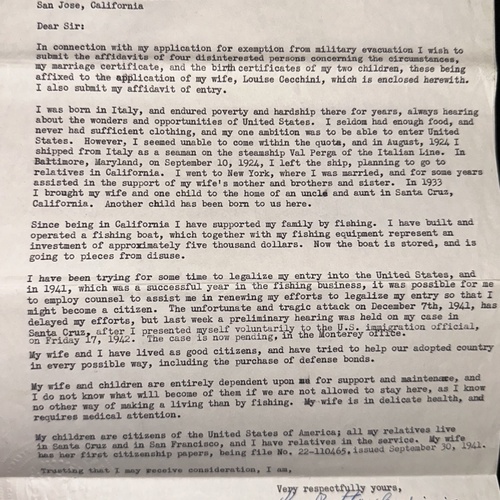 San Jose, California
Dear Sir:
In connection with my application for exemption from military evacuation I wish to
submit the affidavits of four disinterested persons concerning the circumstances,
my marriage certificate, and the birth certificates of my two children, these being
affixed to the application of my wife, Louise Cecchini, which is enclosed herewith.
I also submit my affidavit of entry.
I was born in Italy, and endured poverty and hardship there for years, always hearing
about the wonders and opportunities of United States. I seldom had enough food, and
never had sufficient clothing, and my one ambition was to be able to enter United
States. However, I seemed unable to come within the quota, and in August, 1924 I
shipped from Italy as a seaman on the steamship Val Perga of the Italian Line. In
Baltimore, Maryland, on September 10, 1924, I left the ship, planning to go to
relatives in California. I went to New York, where I was married, and for some years
assisted in the support of my wife's mother and brothers and sister. In 1933
I brought my wife and one child to the home of an uncle and aunt in Santa Cruz,
California. Another child has been born to us here.
Since being in California I have supported my family by fishing. I have built and
operated a fishing boat, which together with my fishing equipment represent an
investment of approximately five thousand dollars. Now the boat is stored, and is
going to pieces from disuse.
I have been trying for some time to legalize my entry into the United States, and
in 1941, which was a successful year in the fishing business, it was possible for me
to employ counsel to assist me in renewing my efforts to legalize my entry so that I
might become a citizen. The unfortunate and tragic attack on December 7th, 1941, has
delayed my efforts, but last week a preliminary hearing was held on my case in
Santa Cruz, after I presented myself voluntarily to the U.S. immigration official,
on Friday 17, 1942. The case is now pending, in the Monterey office.
My wife and I have lived as good citizens, and have tried to help our adopted country
in every possible way, including the purchase of defense bonds.
My wife and children are entirely dependent upon me for support and maintenance, and
I do not know what will become of them if we are not allowed to stay here, as I know
no other way of making a living than by fishing. My wife is in delicate health, and
requires medical attention.
My children are citizens of the United States of America; all my relatives live
in Santa Cruz and in San Francisco, and I have relatives in the service. My wife
has her first citizenship papers, being file No. 22-110465, issued September 30, 1941.
Trusting that I may receive consideration, I am,
Very respectfully yours,